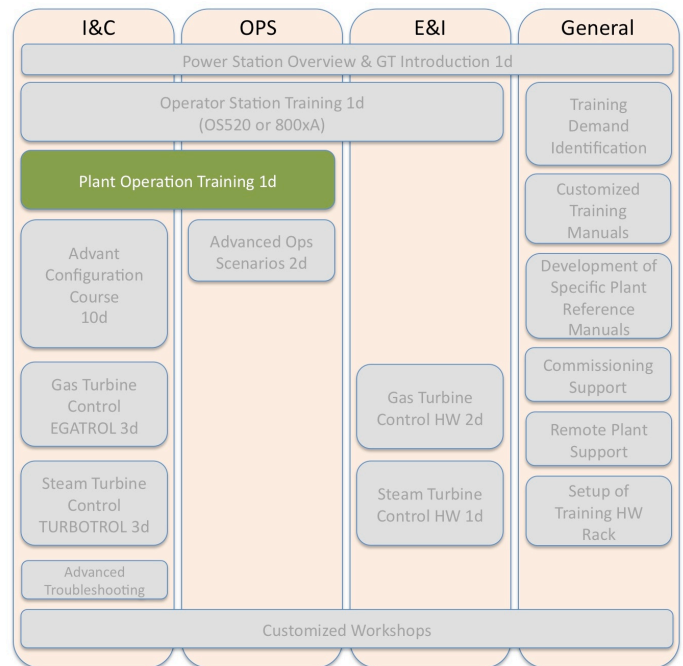 I&C
OPS
E&I
General
Power Station Overview & GT Introduction 1d
Operator Station Training 1d
(OS520 or 800xA)
Training
Demand
Identification
Plant Operation Training 1d
Customized
Training
Manuals
Advant
Configuration
Course
10d
Advanced Ops
Scenarios 2d
Development of
Specific Plant
Reference
Manuals
Commissioning
Support
Gas Turbine
Control
EGATROL 3d
Gas Turbine
Control HW 2d
Remote Plant
Support
Steam Turbine
Control
TURBOTROL 3d
Steam Turbine
Control HW 1d
Setup of
Training HW
Rack
Advanced
Troubleshooting
Customized Workshops